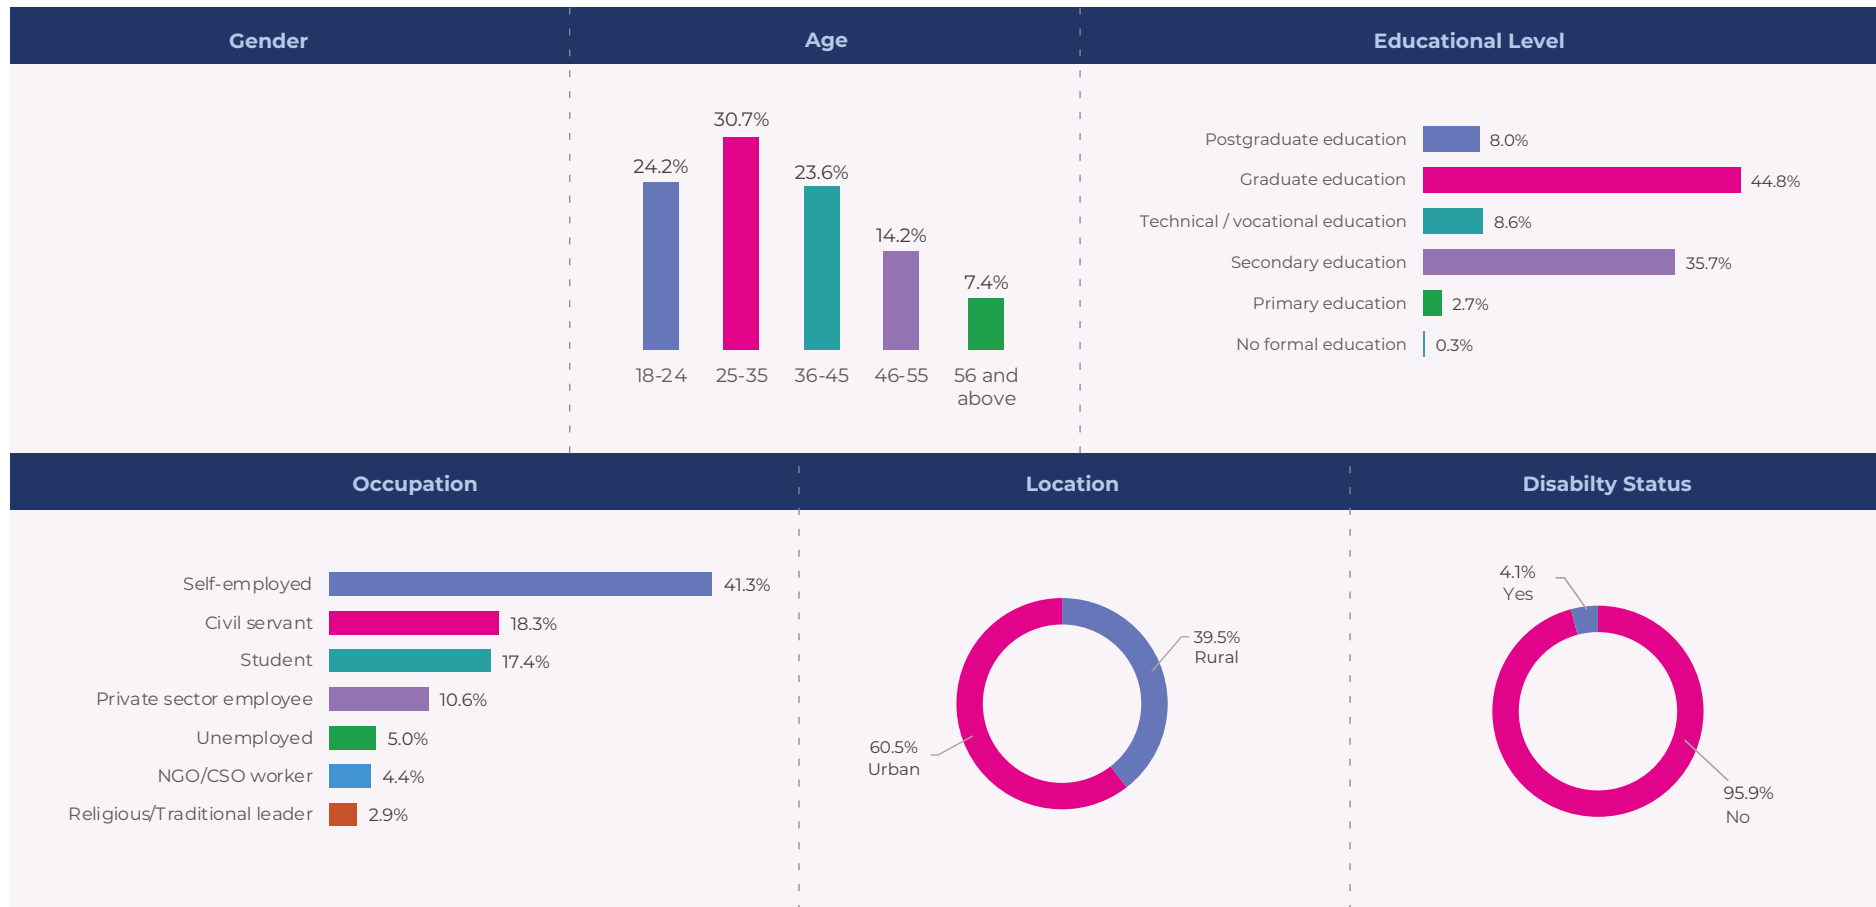 Gender
Age
Educational Level
30.7%
24.2%
23.6%
14.2%
7.4%
18-24
25-35
36-45
46-55
56 and
above
Postgraduate education
8.0%
Graduate education
44.8%
Technical / vocational education
8.6%
Secondary education
35.7%
Primary education
2.7%
No formal education
0.3%
Occupation
Location
Disabilty Status
Self-employed
41.3%
Civil servant
18.3%
Student
17.4%
Private sector employee
10.6%
Unemployed
5.0%
NGO/CSO worker
4.4%
Religious/Traditional leader
2.9%
39.5%
Rural
60.5%
Urban
4.1%
Yes
95.9%
No